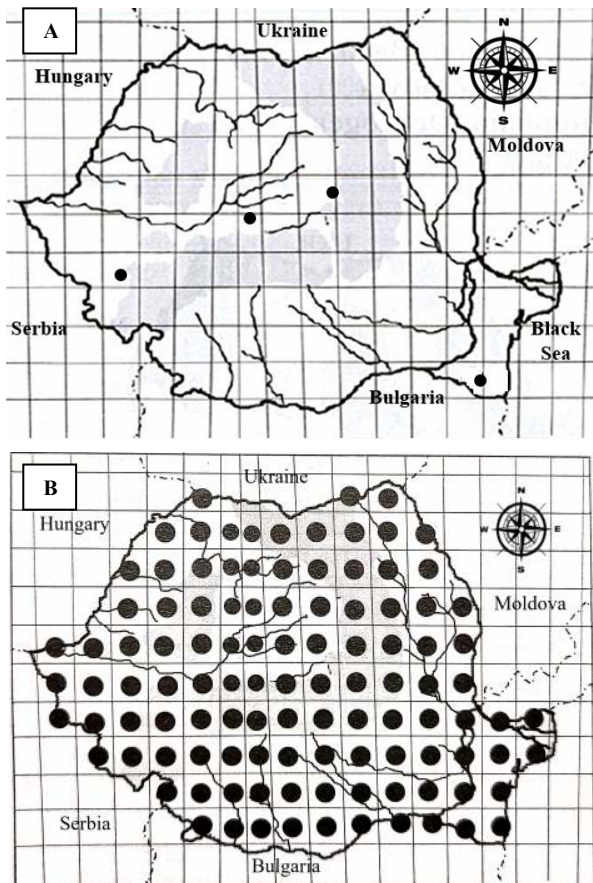 A
Ukraine
Hungary
N
W
E
S
Moldova
Serbia
Black
Sea
Bulgaria
B
Ukraine
Hungary
N
W
E
S
Moldova
Serbia
Bulgaria